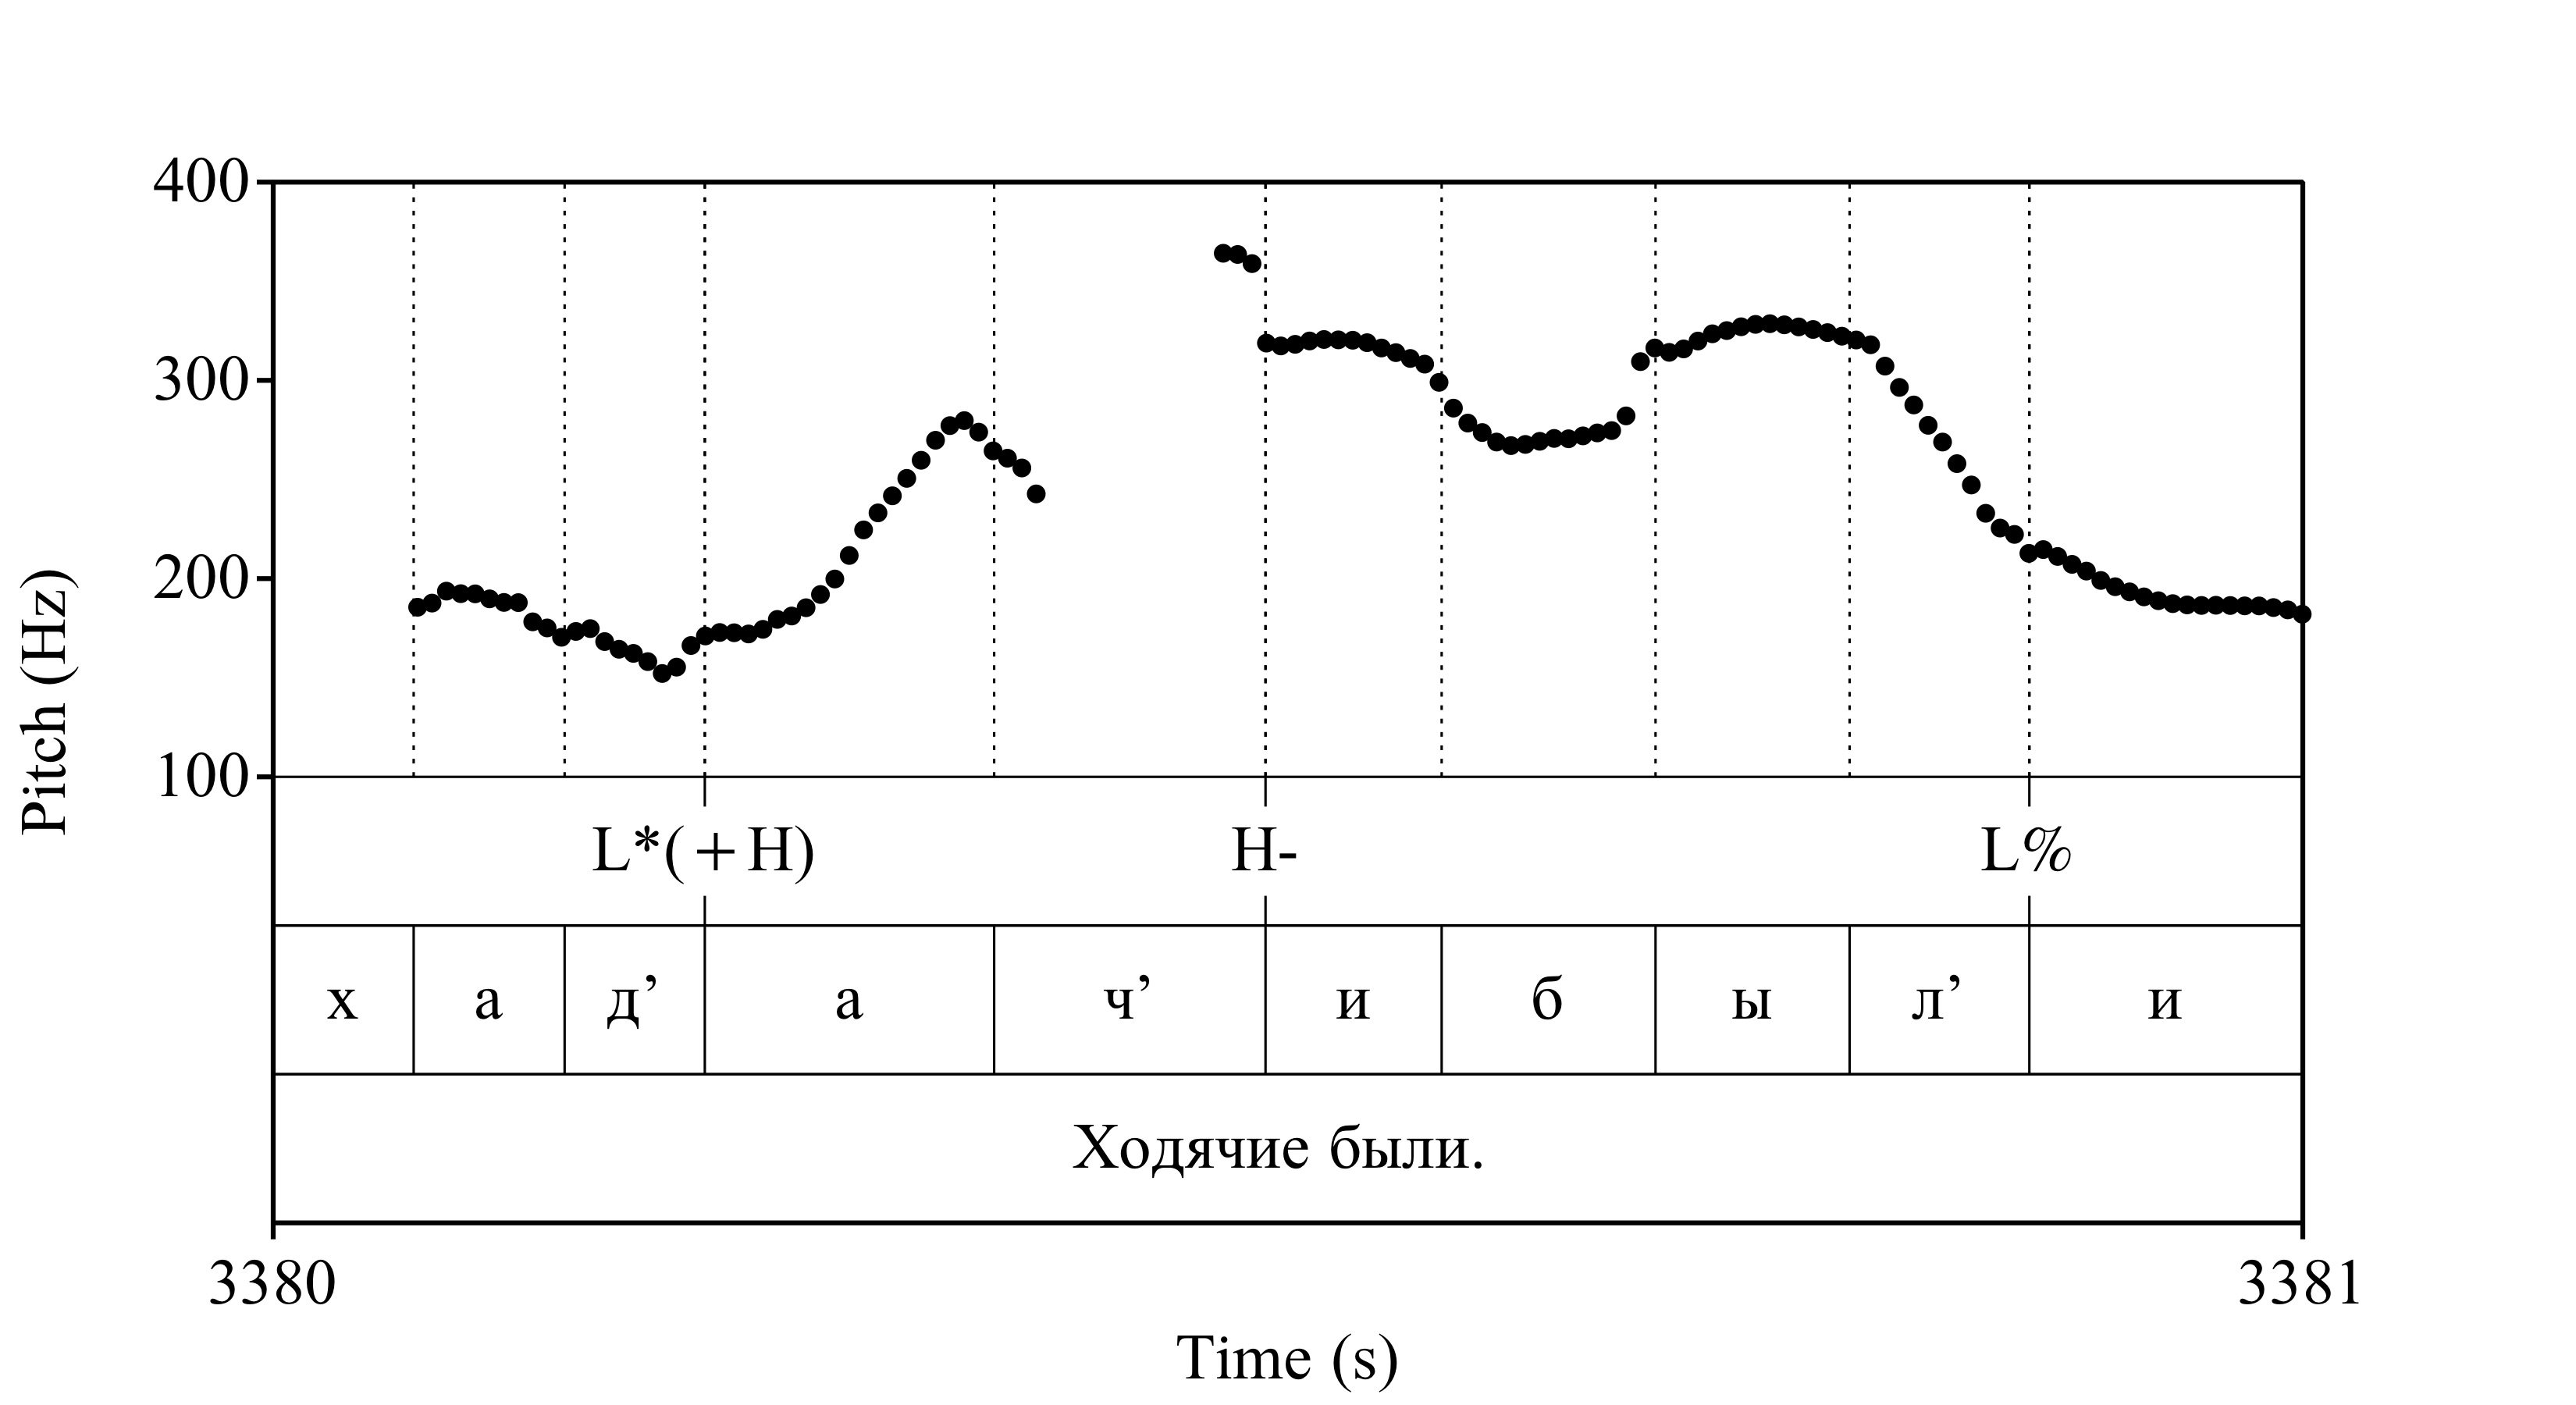 400
300
200
100
Pitch (Hz)
L*(+H) H- L%
х а д’ а ч’ и б ы л’ и
Ходячие были.
3380 3381
Time (s)